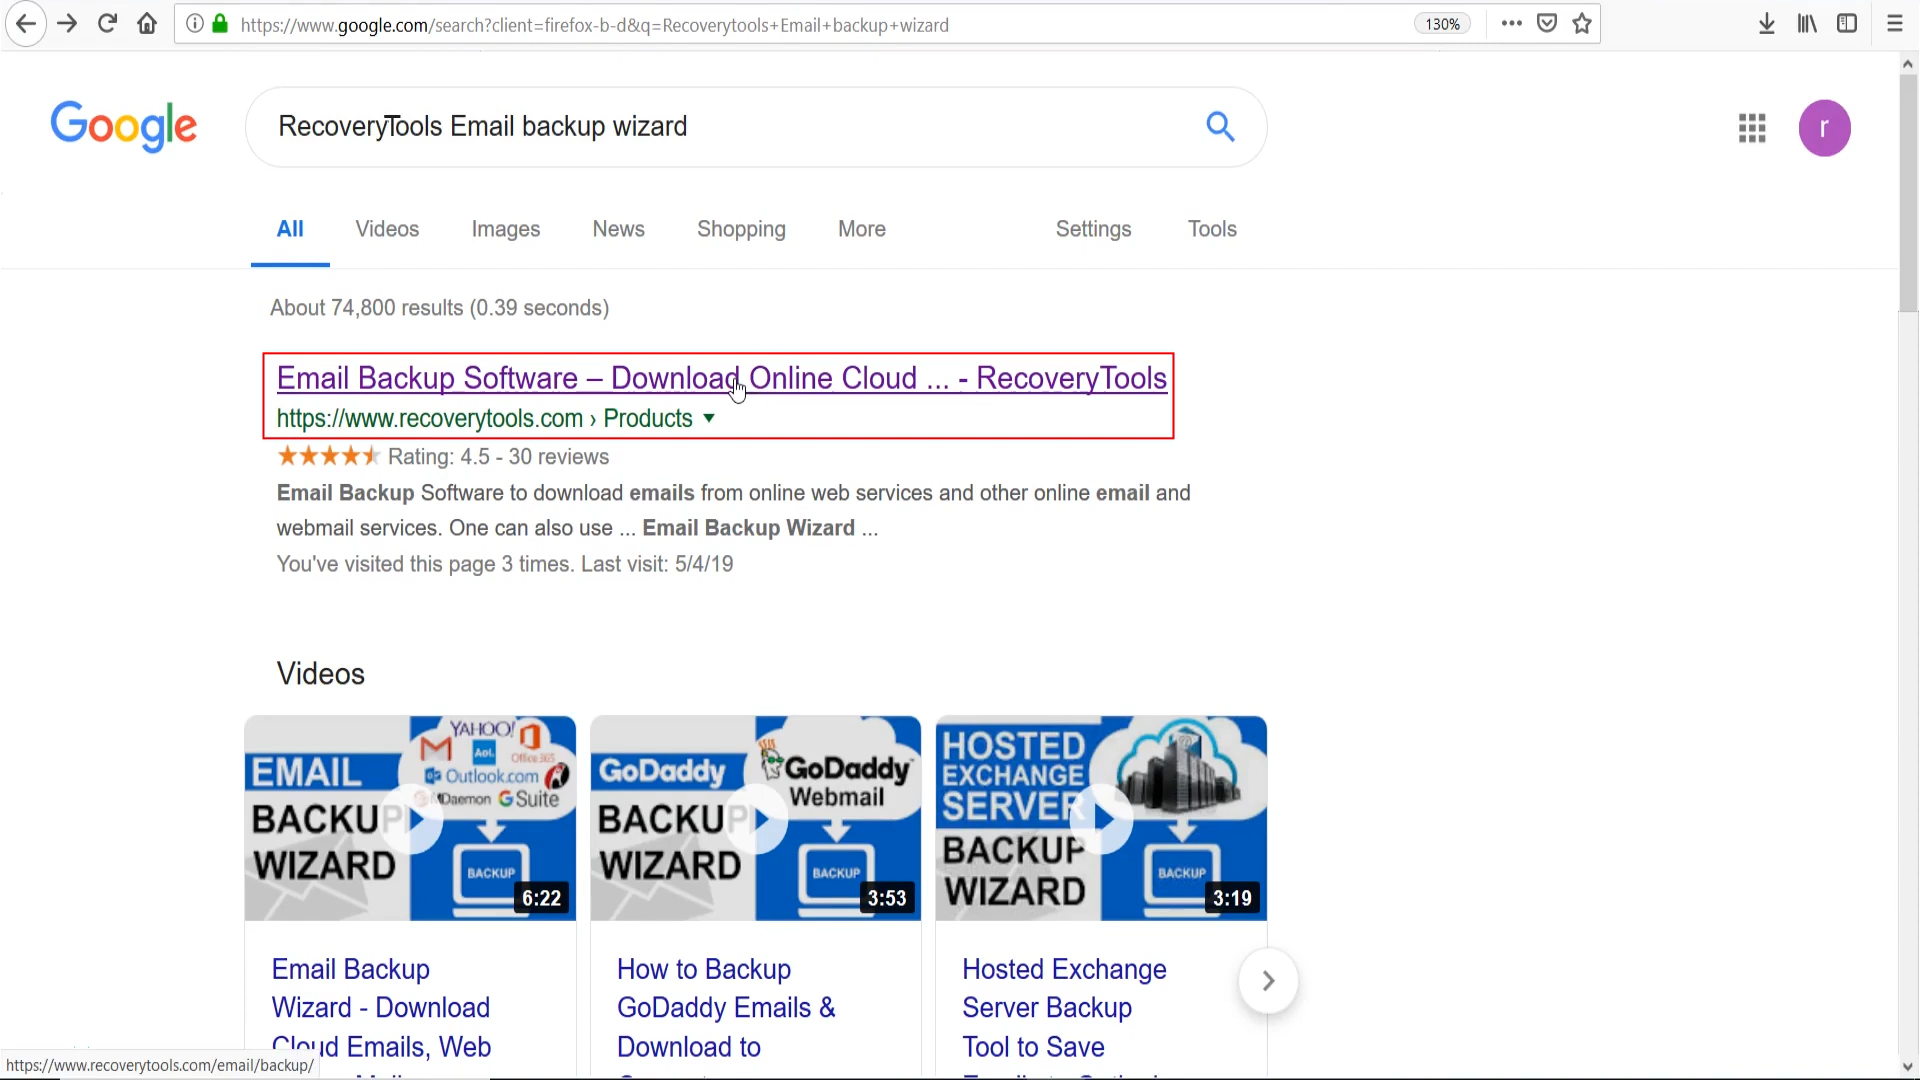 https://www.google.com/search?client=firefox-b-d&q=Recoverytools+Email+backup+wizard
130%
Google
RecoveryTools Email backup wizard
r
All Videos Images News Shopping More Settings Tools
About 74,800 results (0.39 seconds)
Email Backup Software – Download Online Cloud ... - RecoveryTools
https://www.recoverytools.com › Products
Rating: 4.5 - 30 reviews
Email Backup Software to download emails from online web services and other online email and
webmail services. One can also use ... Email Backup Wizard ...
You've visited this page 3 times. Last visit: 5/4/19
Videos
EMAIL
BACKUP
WIZARD
YAHOO!
Aol.
Office 365
Outlook.com
MDaemon G Suite
BACKUP
6:22
GoDaddy
BACKUP
WIZARD
GoDaddy
Webmail
BACKUP
3:53
HOSTED
EXCHANGE
SERVER
BACKUP
WIZARD
BACKUP
3:19
Email Backup
Wizard - Download
Cloud Emails, Web
How to Backup
GoDaddy Emails &
Download to
Hosted Exchange
Server Backup
Tool to Save
https://www.recoverytools.com/email/backup/